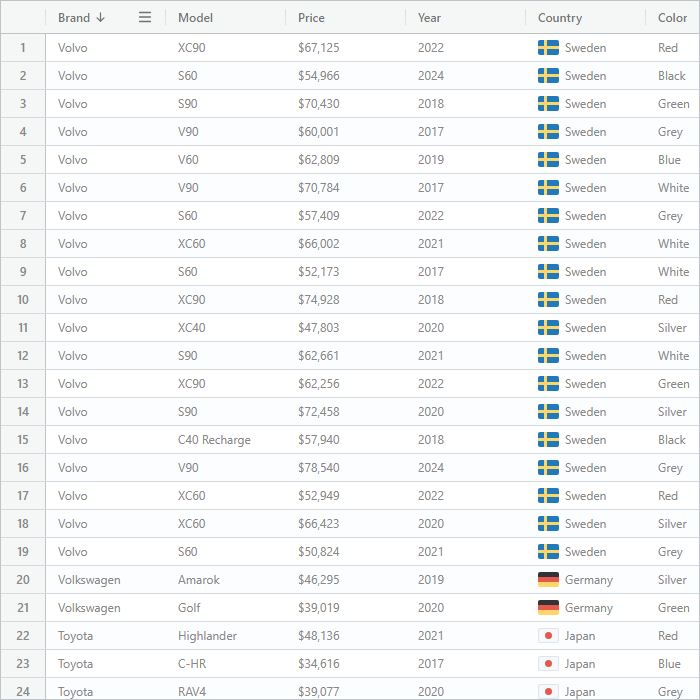 Brand Model Price Year Country Color
1 Volvo XC90 $67,125 2022 Sweden Red
2 Volvo S60 $54,966 2024 Sweden Black
3 Volvo S90 $70,430 2018 Sweden Green
4 Volvo V90 $60,001 2017 Sweden Grey
5 Volvo V60 $62,809 2019 Sweden Blue
6 Volvo V90 $70,784 2017 Sweden White
7 Volvo S60 $57,409 2022 Sweden Grey
8 Volvo XC60 $66,002 2021 Sweden White
9 Volvo S60 $52,173 2017 Sweden White
10 Volvo XC90 $74,928 2018 Sweden Red
11 Volvo XC40 $47,803 2020 Sweden Silver
12 Volvo S90 $62,661 2021 Sweden White
13 Volvo XC90 $62,256 2022 Sweden Green
14 Volvo S90 $72,458 2020 Sweden Silver
15 Volvo C40 Recharge $57,940 2018 Sweden Black
16 Volvo V90 $78,540 2024 Sweden Grey
17 Volvo XC60 $52,949 2022 Sweden Red
18 Volvo XC60 $66,423 2020 Sweden Silver
19 Volvo S60 $50,824 2021 Sweden Grey
20 Volkswagen Amarok $46,295 2019 Germany Silver
21 Volkswagen Golf $39,019 2020 Germany Green
22 Toyota Highlander $48,136 2021 Japan Red
23 Toyota C-HR $34,616 2017 Japan Blue
24 Toyota RAV4 $39,077 2020 Japan Grey